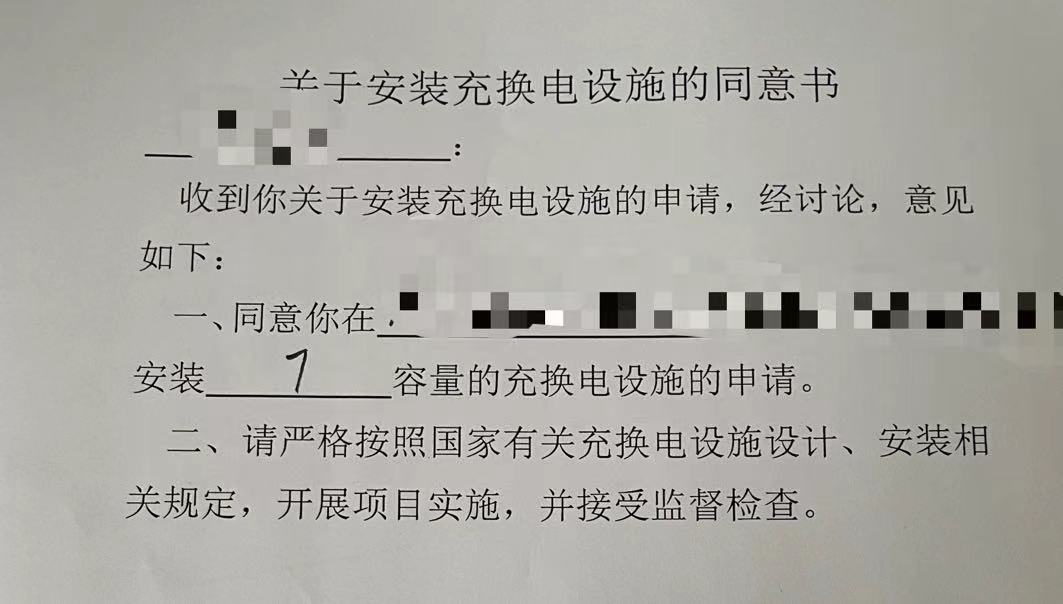 关于安装充换电设施的同意书
:
收到你关于安装充换电设施的申请，经讨论，意见
如下：
一、同意你在
安装 7 容量的充换电设施的申请。
二、请严格按照国家有关充换电设施设计、安装相
关规定，开展项目实施，并接受监督检查。